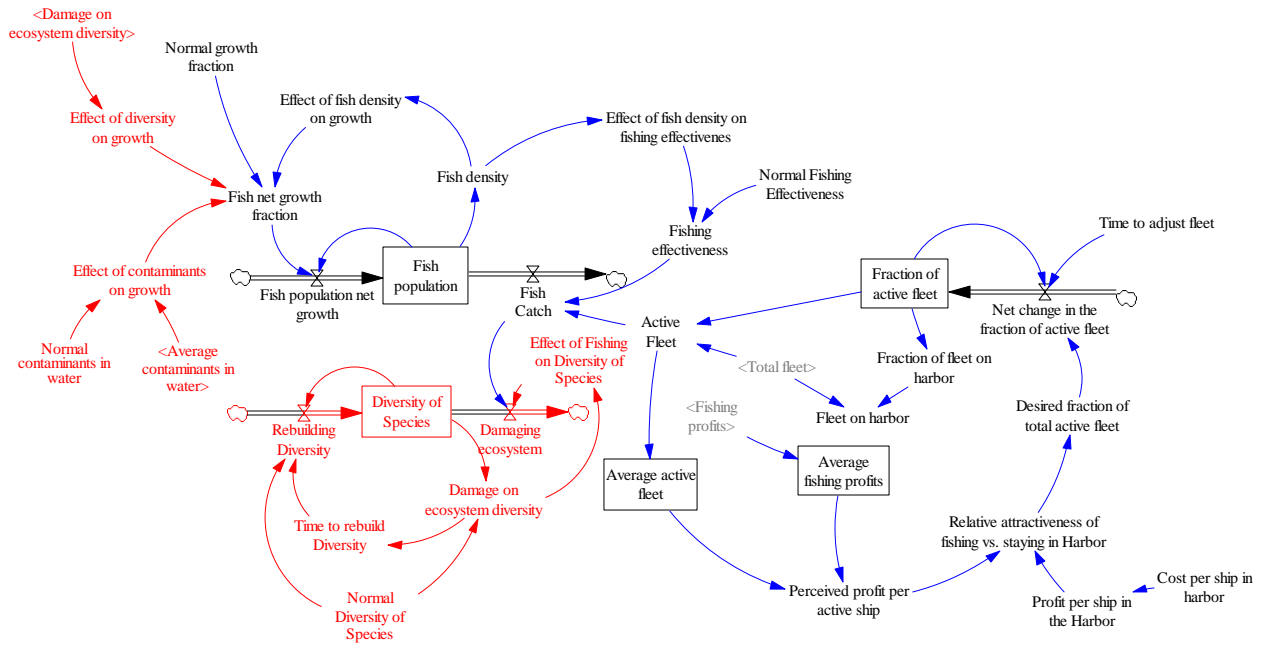 <Damage on
ecosystem diversity>
Normal growth
fraction
Effect of diversity
on growth
Effect of fish density
on growth
Effect of fish density on
fishing effectivenes
Fish density
Normal Fishing
Effectiveness
Fish net growth
fraction
Fishing
effectiveness
Time to adjust fleet
Effect of contaminants
on growth
Fish
population
Fish population net
growth
Fish
Catch
Fraction of
active fleet
Net change in the
fraction of active fleet
Normal
contaminants in
water
<Average
contaminants in
water>
Active
Fleet
Effect of Fishing
on Diversity of
Species
<Total fleet>
Fraction of fleet on
harbor
Diversity of
Species
Rebuilding
Diversity
Damaging
ecosystem
<Fishing
profits>
Fleet on harbor
Desired fraction of
total active fleet
Average active
fleet
Average
fishing profits
Damage on
ecosystem diversity
Time to rebuild
Diversity
Relative attractiveness of
fishing vs. staying in Harbor
Normal
Diversity of
Species
Perceived profit per
active ship
Profit per ship in
the Harbor
Cost per ship in
harbor